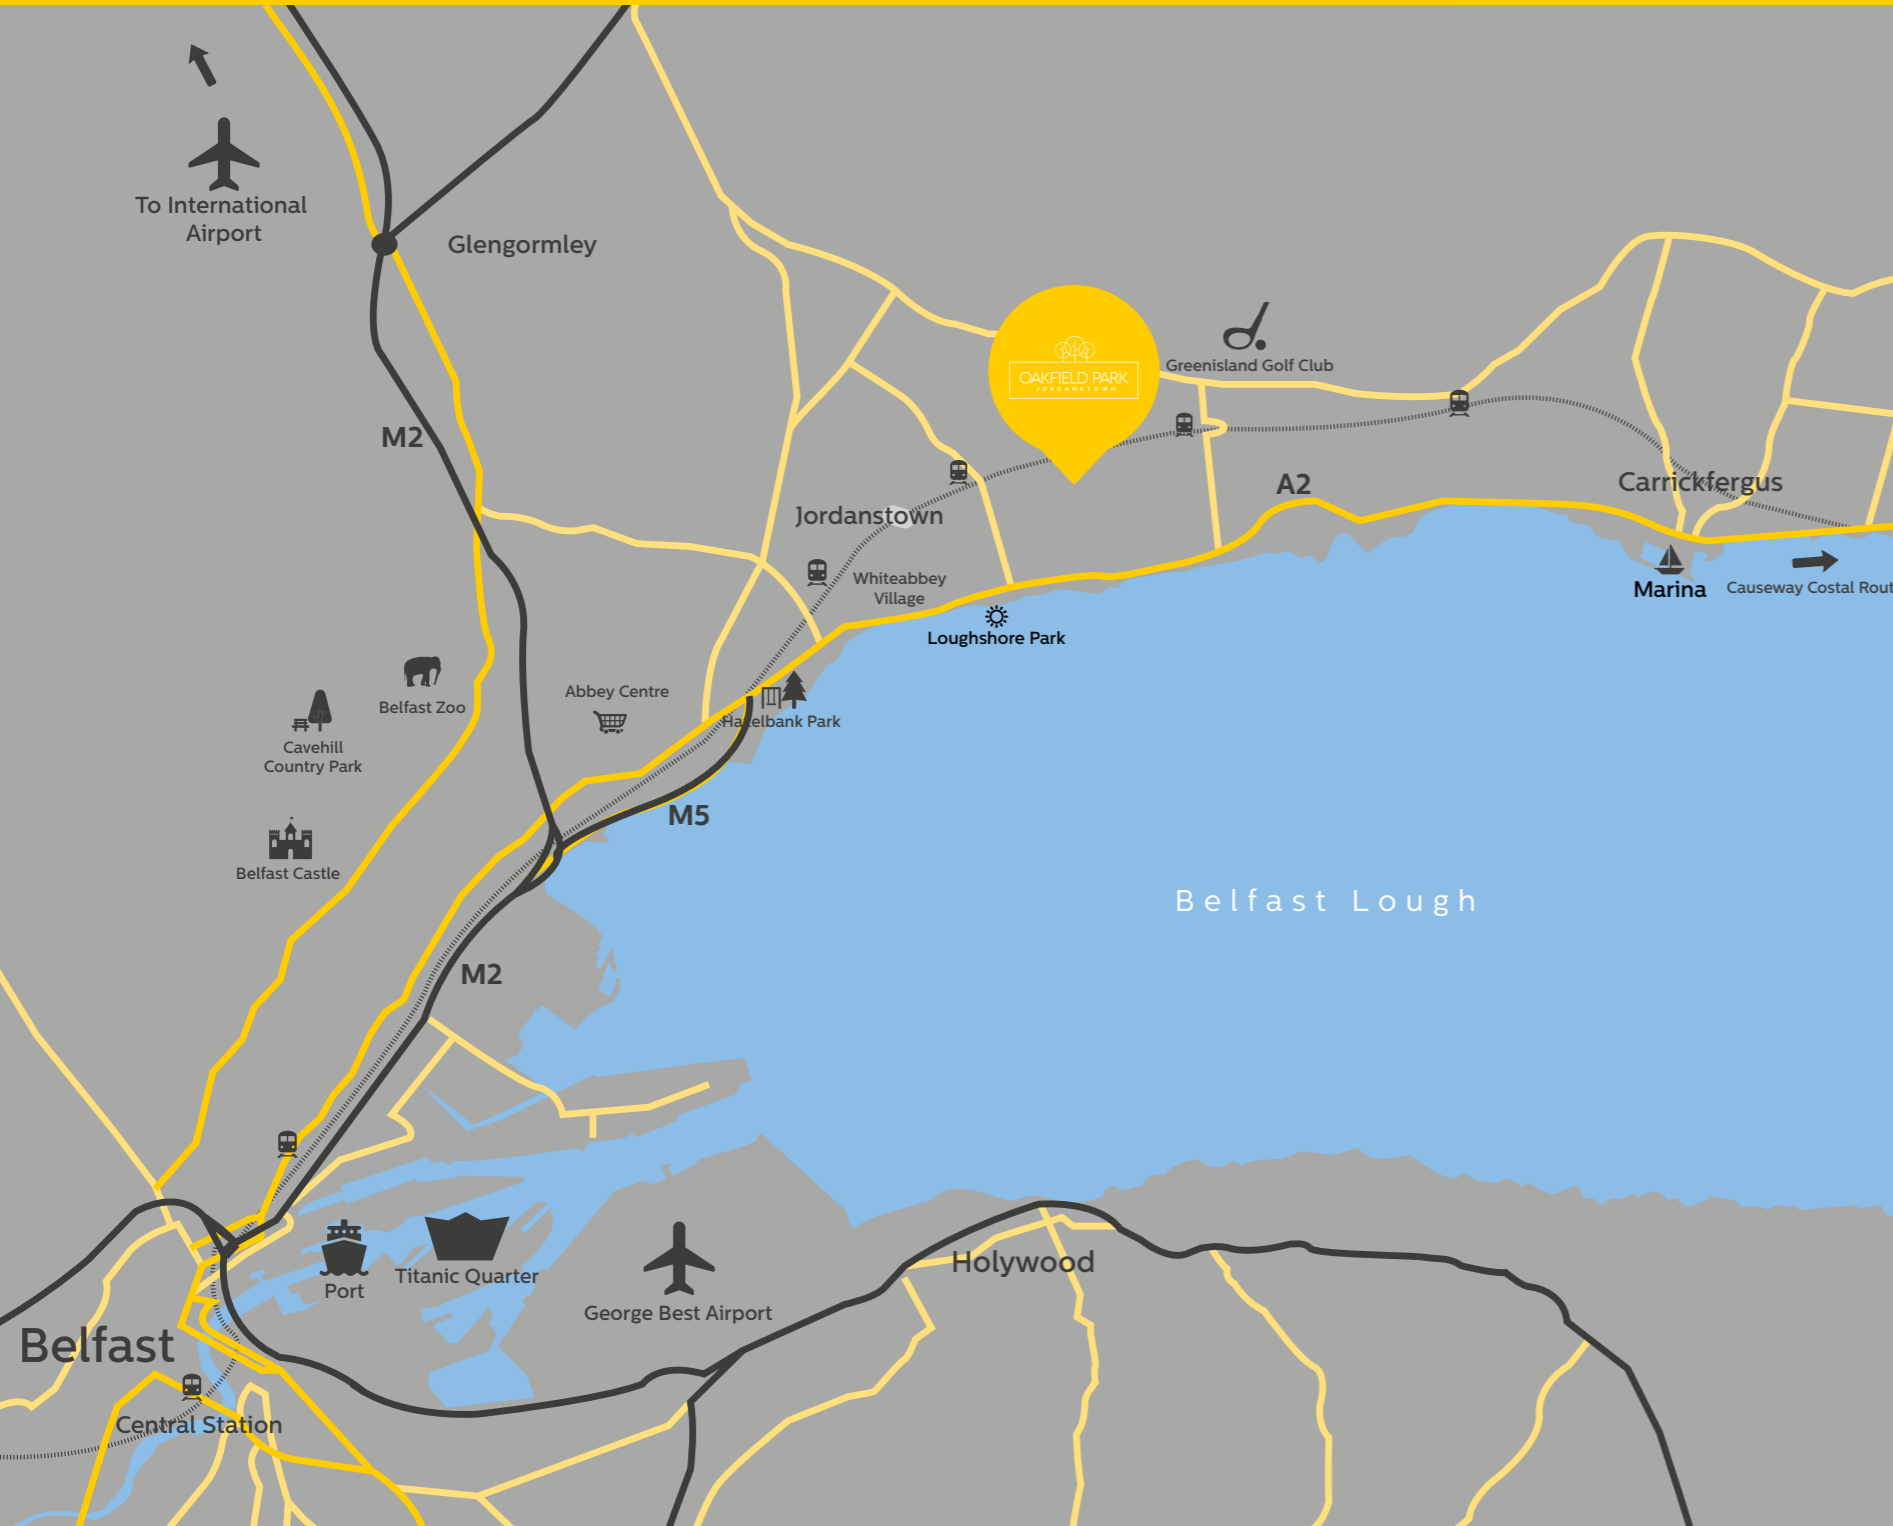 To International
Airport
Glengormley
OAKFIELD PARK
JORDANSTOWN
Greenisland Golf Club
M2
A2
Carrickfergus
Jordanstown
Whiteabbey
Village
Marina
Causeway Costal Rout
Loughshore Park
Belfast Zoo
Abbey Centre
Hazelbank Park
Cavehill
Country Park
M5
Belfast Castle
Belfast Lough
M2
Port
Titanic Quarter
George Best Airport
Holywood
Belfast
Central Station